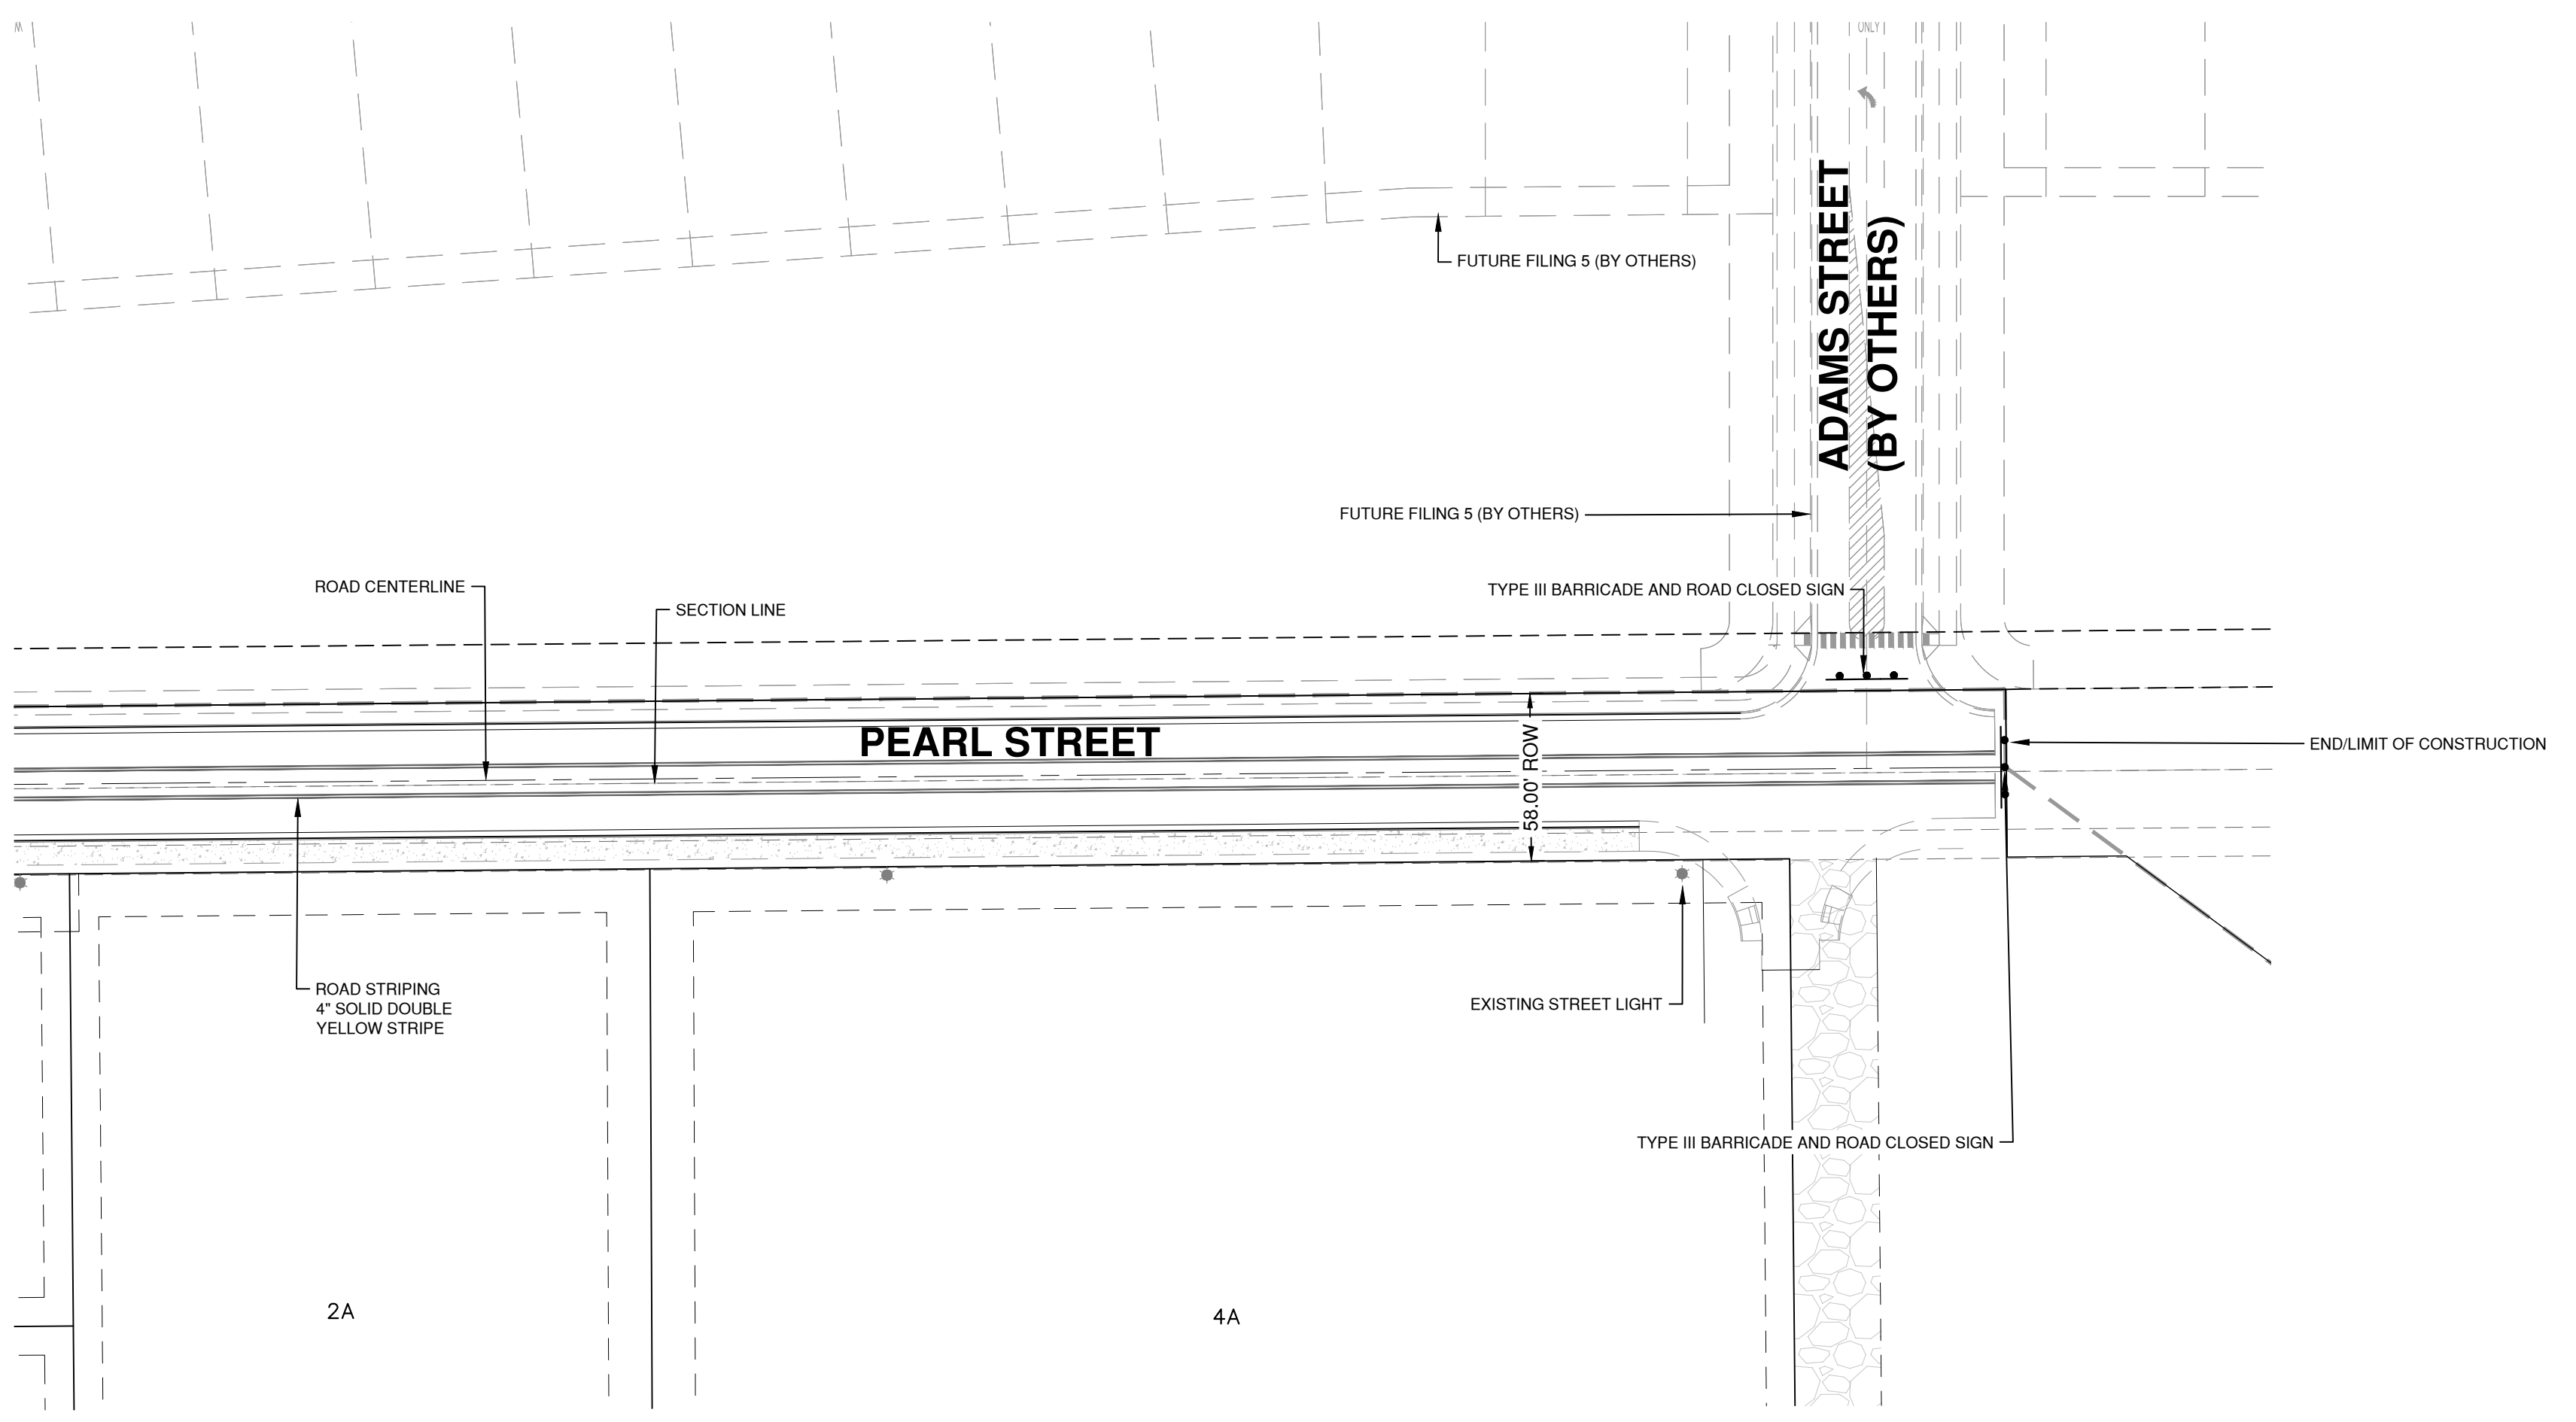 ONLY
ADAMS STREET
(BY OTHERS)
FUTURE FILING 5 (BY OTHERS)
FUTURE FILING 5 (BY OTHERS)
ROAD CENTERLINE
SECTION LINE
TYPE III BARRICADE AND ROAD CLOSED SIGN
PEARL STREET
58.00' ROW
END/LIMIT OF CONSTRUCTION
ROAD STRIPING
4" SOLID DOUBLE
YELLOW STRIPE
EXISTING STREET LIGHT
TYPE III BARRICADE AND ROAD CLOSED SIGN
2A
4A